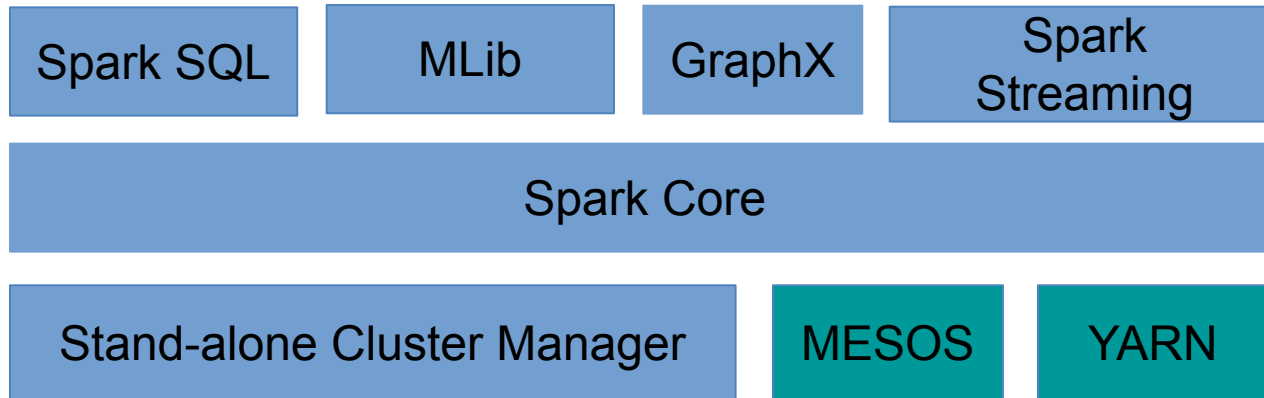 Spark SQL
MLib
GraphX
Spark
Streaming
Spark Core
Stand-alone Cluster Manager
MESOS
YARN